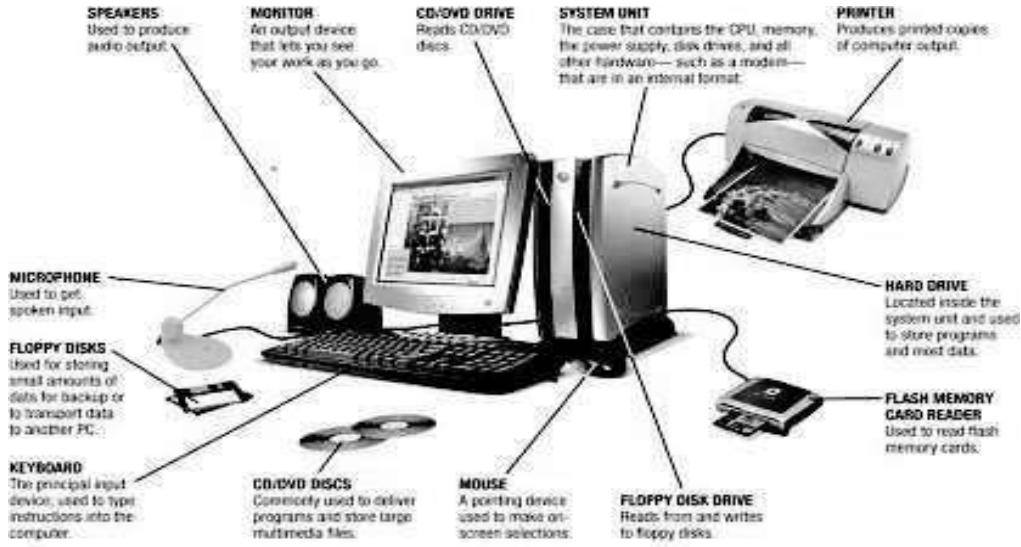 SPEAKERS
Used to produce
audio output.
MONITOR
An output device
that lets you see
your work as you go.
CD/DVD DRIVE
Reads CD/DVD
discs.
SYSTEM UNIT
The case that contains the CPU, memory,
the power supply, disk drives, and all
other hardware— such as a modem—
that are in an internal format.
PRINTER
Produces printed copies
of computer output.
MICROPHONE
Used to get
spoken input.
HARD DRIVE
Located inside the
system unit and used
to store programs
and most data.
FLOPPY DISKS
Used for storing
small amounts of
data for backup or
to transport data
to another PC.
FLASH MEMORY
CARD READER
Used to read flash
memory cards.
KEYBOARD
The principal input
device; used to type
instructions into the
computer.
CD/DVD DISCS
Commonly used to deliver
programs and store large
multimedia files.
MOUSE
A pointing device
used to make on-
screen selections.
FLOPPY DISK DRIVE
Reads from and writes
to floppy disks.